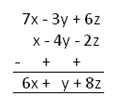 7x - 3y + 6z
x - 4y - 2z
- + +
6x + y + 8z